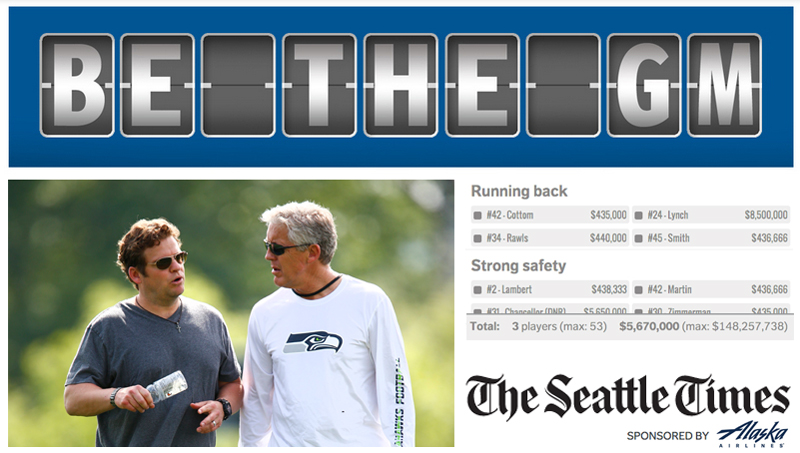 BE THE GM
Running back
#42 - Cottom $435,000 #24 - Lynch $8,500,000
#34 - Rawls $440,000 #45 - Smith $436,666
Strong safety
#2 - Lambert $438,333 #42 - Martin $436,666
#31 - Chancellor (DNR) $5,650,000 #30 - Zimmerman $435,000
Total: 3 players (max: 53) $5,670,000 (max: $148,257,738)
HAWKS FOOTBALL
The Seattle Times
SPONSORED BY Alaska
AIRLINES